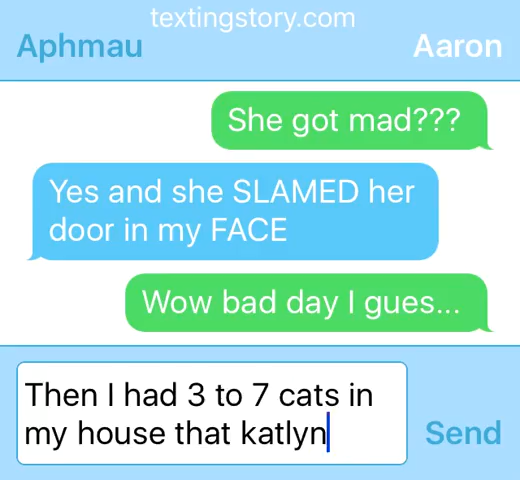 textingstory.com
Aphmau
Aaron
She got mad???
Yes and she SLAMED her
door in my FACE
Wow bad day I gues...
Then I had 3 to 7 cats in
my house that katlyn
Send